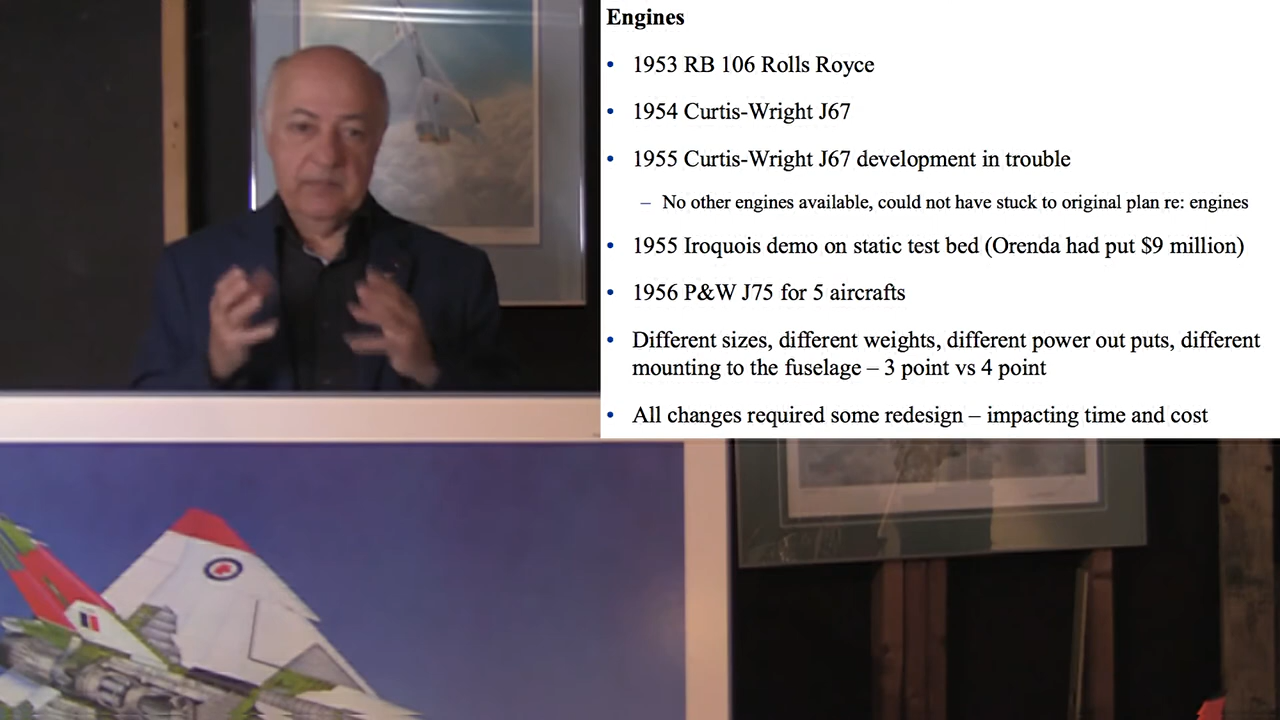 Engines
• 1953 RB 106 Rolls Royce
• 1954 Curtis-Wright J67
• 1955 Curtis-Wright J67 development in trouble
– No other engines available, could not have stuck to original plan re: engines
• 1955 Iroquois demo on static test bed (Orenda had put $9 million)
• 1956 P&W J75 for 5 aircrafts
• Different sizes, different weights, different power out puts, different
mounting to the fuselage – 3 point vs 4 point
• All changes required some redesign – impacting time and cost